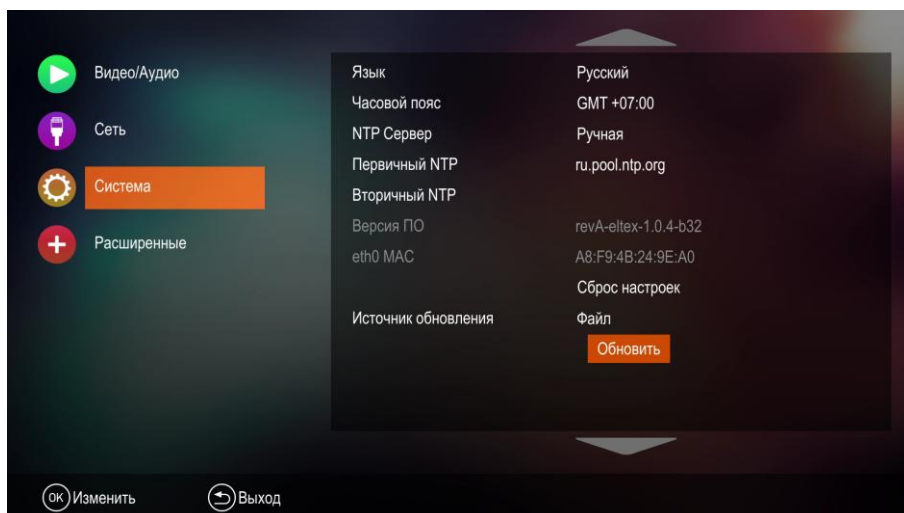 Видео/Аудио
Сеть
Система
Расширенные
Язык Русский
Часовой пояс GMT +07:00
NTP Сервер Ручная
Первичный NTP ru.pool.ntp.org
Вторичный NTP
Версия ПО revA-eltex-1.0.4-b32
eth0 MAC A8:F9:4B:24:9E:A0
Сброс настроек
Источник обновления Файл
Обновить
OK Изменить Выход